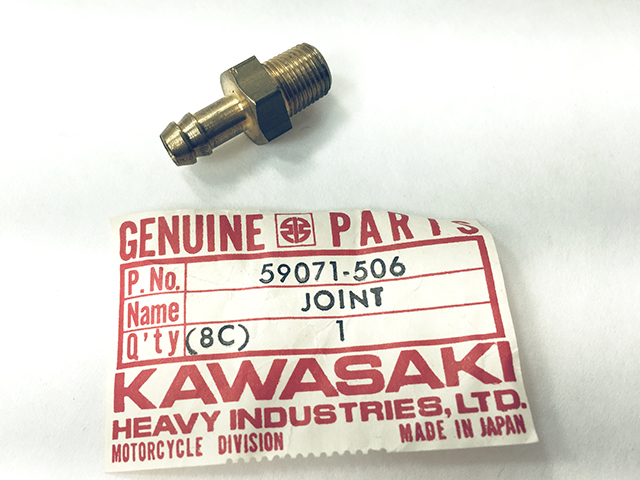 GENUINE PARTS
P. No. 59071-506
Name JOINT
Q'ty (8C) 1
KAWASAKI
HEAVY INDUSTRIES, LTD.
MOTORCYCLE DIVISION MADE IN JAPAN